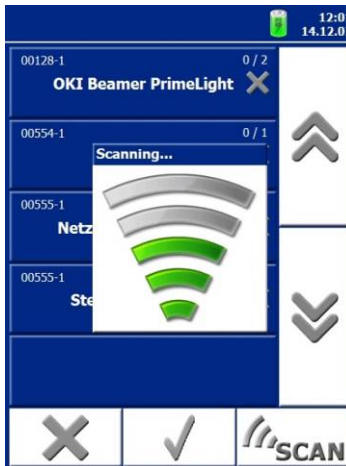 12:0
14.12.0
00128-1 0 / 2
OKI Beamer PrimeLight
00554-1 0 / 1
Scanning...
00555-1
Netz
00555-1
Ste
SCAN